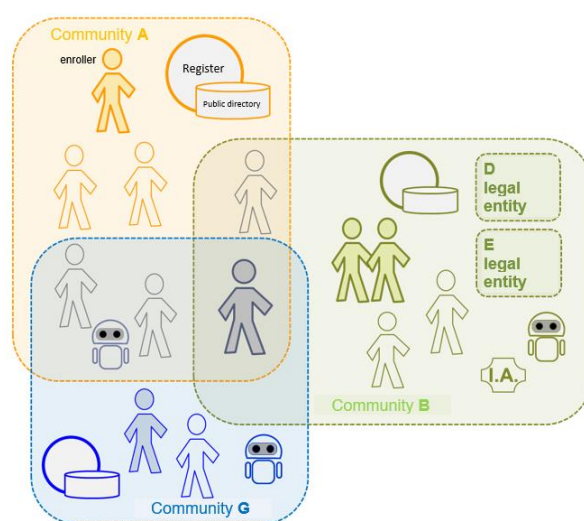 Community A
enroller
Register
Public directory
D
legal
entity
E
legal
entity
I.A.
Community B
Community G